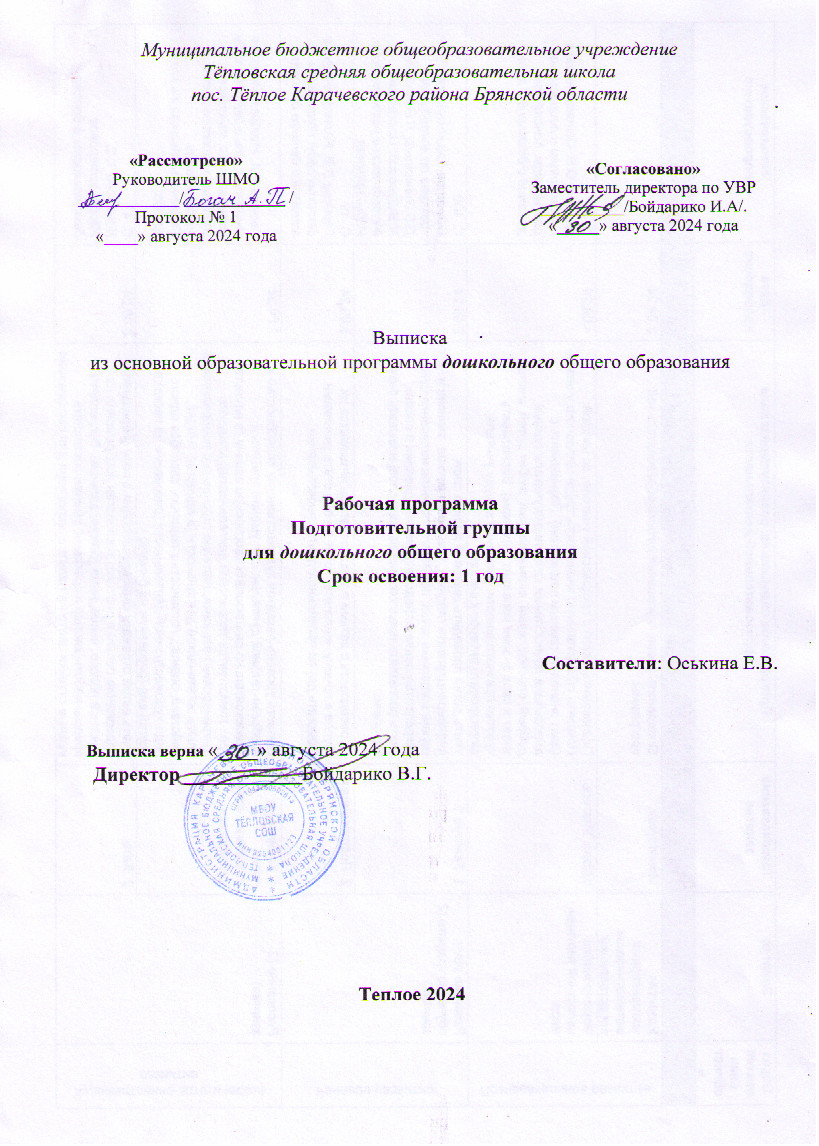 Муниципальное бюджетное общеобразовательное учреждение
Тёпловская средняя общеобразовательная школа
пос. Тёплое Карачевского района Брянской области
«Рассмотрено»
Руководитель ШМО
/Богач А.П/
Протокол № 1
«____» августа 2024 года
«Согласовано»
Заместитель директора по УВР
/Бойдарико И.А/.
«30» августа 2024 года
Выписка
из основной образовательной программы дошкольного общего образования
Рабочая программа
Подготовительной группы
для дошкольного общего образования
Срок освоения: 1 год
Составители: Оськина Е.В.
Выписка верна «30» августа 2024 года
Директор Бойдарико В.Г.
МБОУ
ТЁПЛОВСКАЯ
СОШ
Теплое 2024